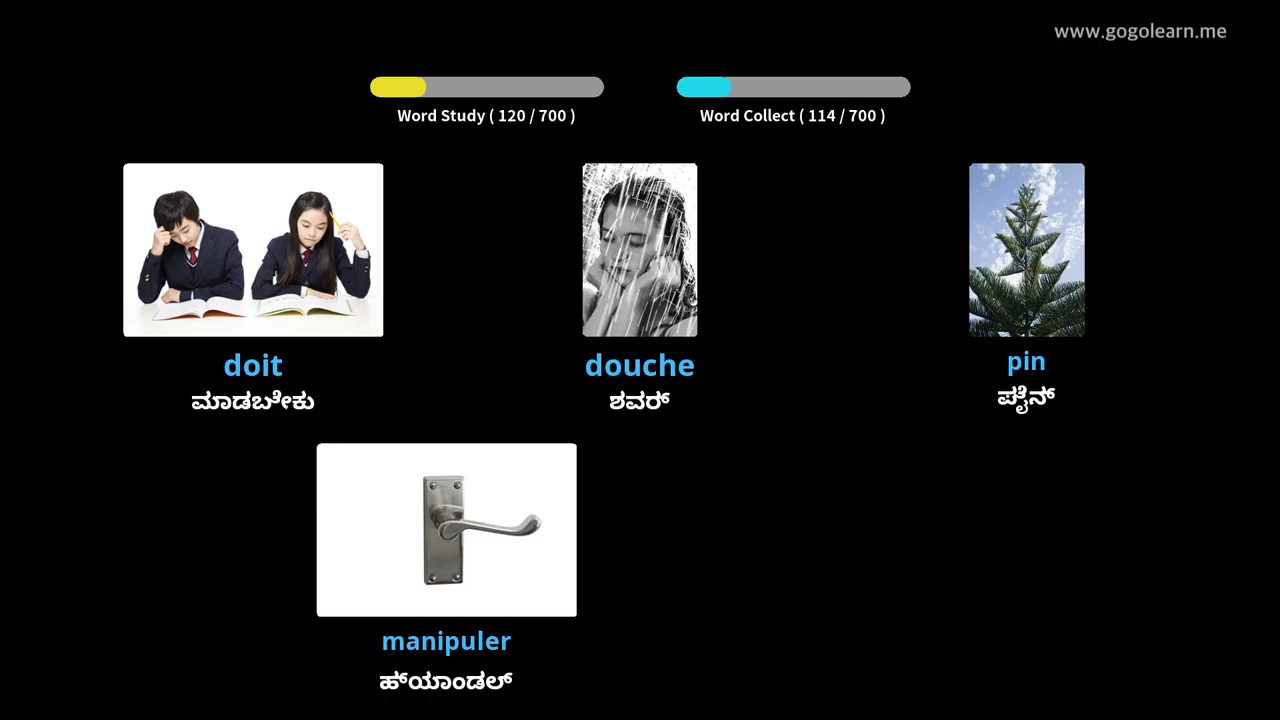 www.gogolearn.me
Word Study ( 120 / 700 )
Word Collect ( 114 / 700 )
doit
ಮಾಡಬೇಕು
douche
ಶವರ್
pin
ಪೈನ್
manipuler
ಹ್ಯಾಂಡಲ್